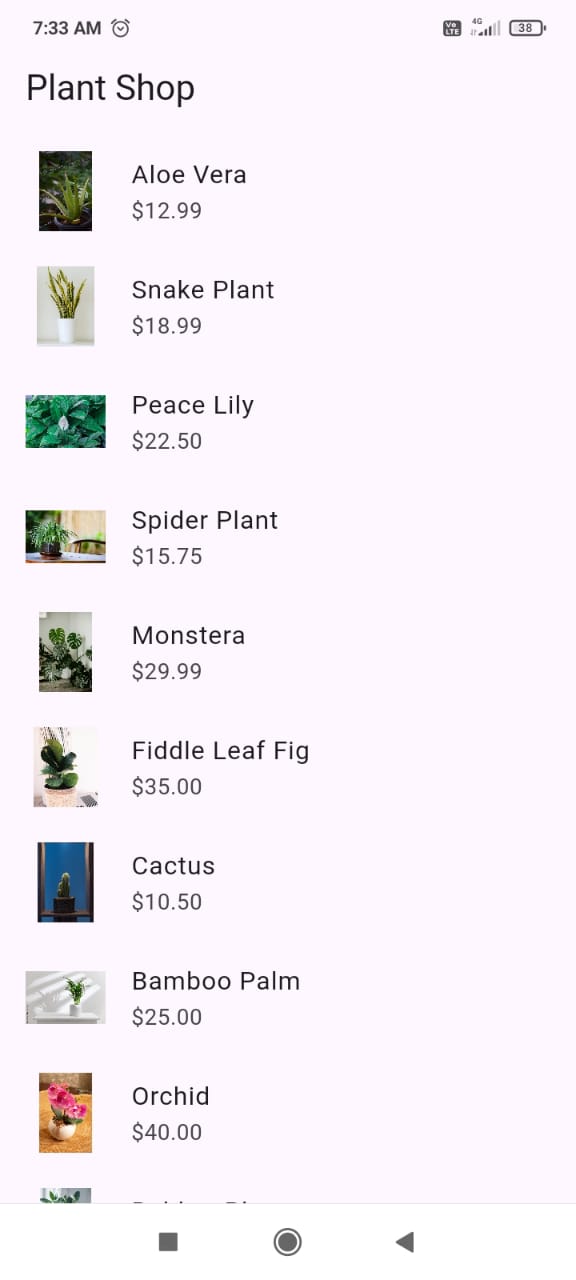 7:33 AM
Vo LTE 4G 38
Plant Shop
Aloe Vera
$12.99
Snake Plant
$18.99
Peace Lily
$22.50
Spider Plant
$15.75
Monstera
$29.99
Fiddle Leaf Fig
$35.00
Cactus
$10.50
Bamboo Palm
$25.00
Orchid
$40.00